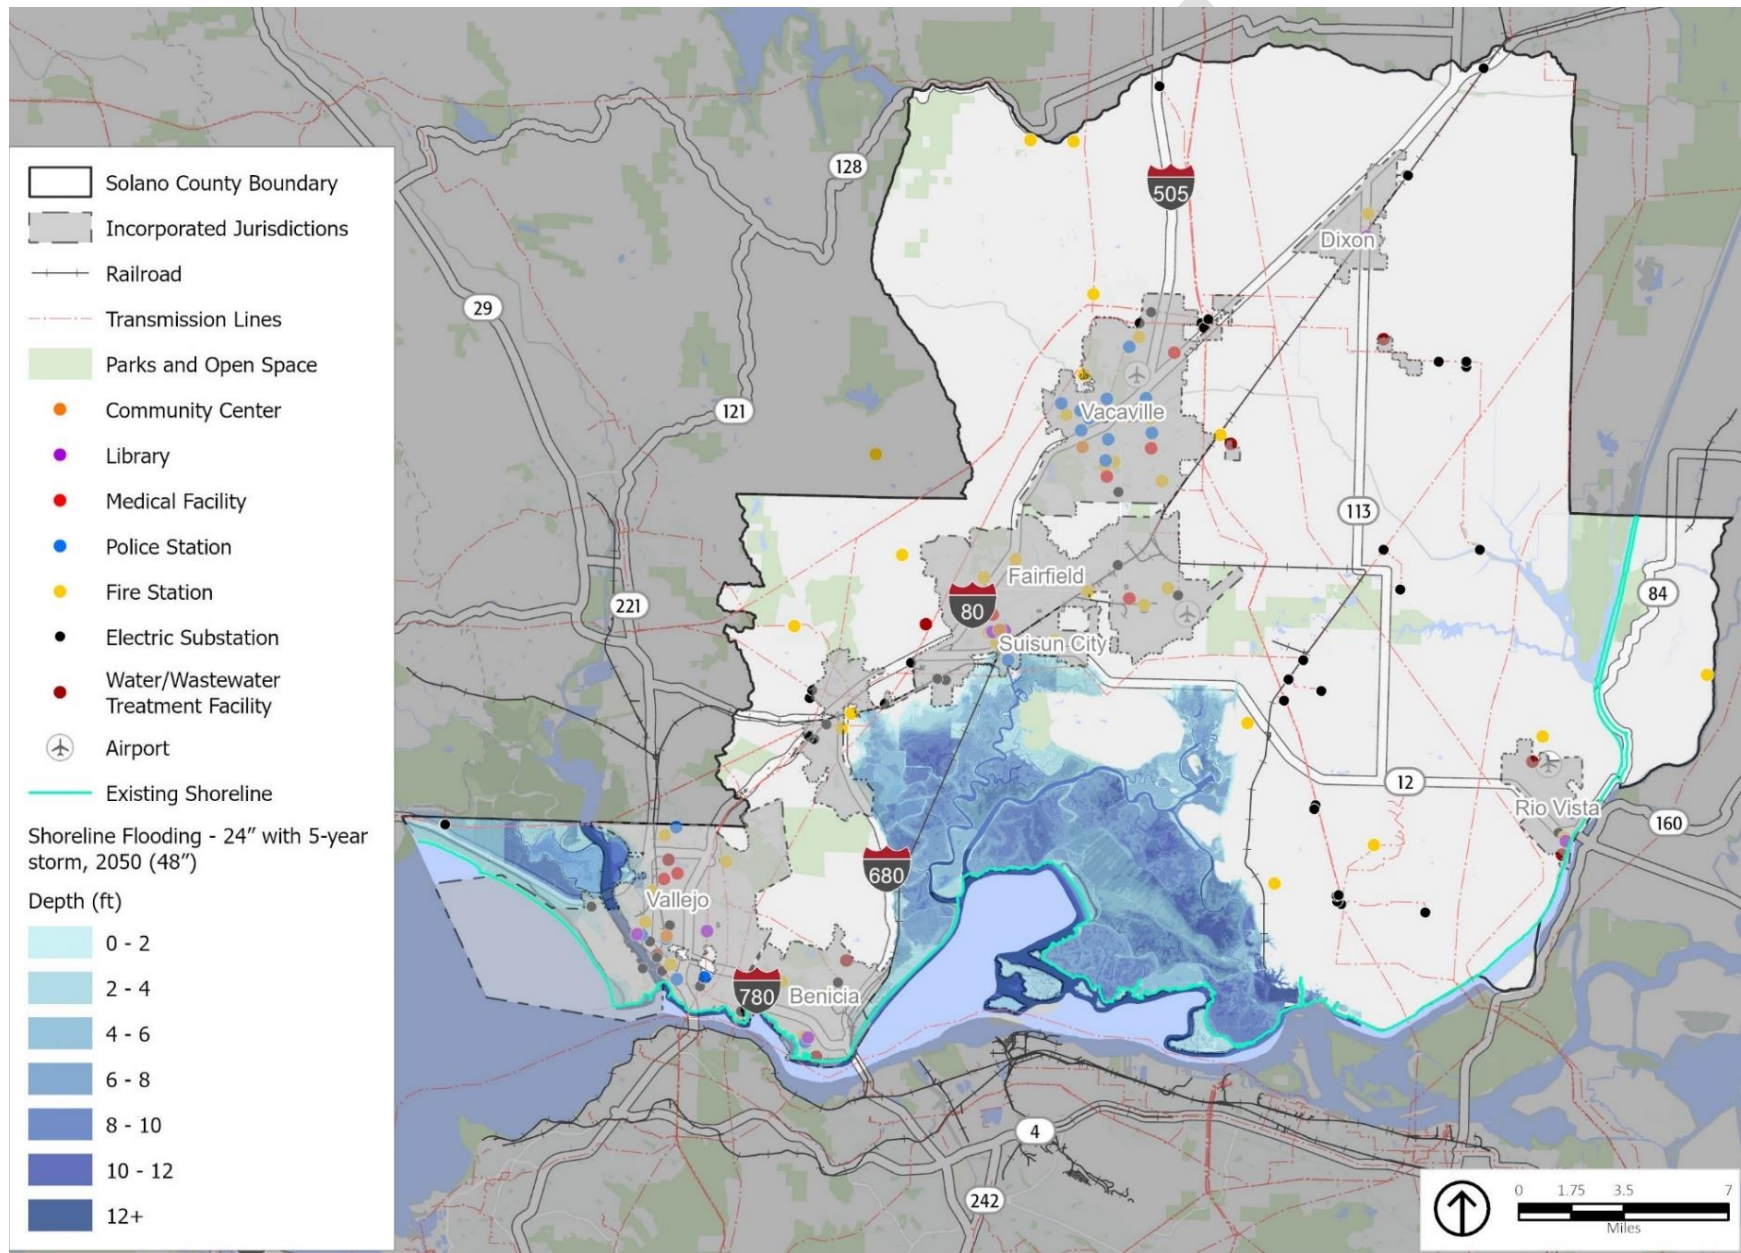 Solano County Boundary
Incorporated Jurisdictions
Railroad
Transmission Lines
Parks and Open Space
Community Center
Library
Medical Facility
Police Station
Fire Station
Electric Substation
Water/Wastewater
Treatment Facility
Airport
Existing Shoreline
Shoreline Flooding - 24” with 5-year
storm, 2050 (48”)
Depth (ft)
0 - 2
2 - 4
4 - 6
6 - 8
8 - 10
10 - 12
12+
128
505
Dixon
29
121
Vacaville
113
Fairfield
221
80
84
Suisun City
12
Rio Vista
160
680
Vallejo
780
Benicia
4
242
0 1.75 3.5 7
Miles